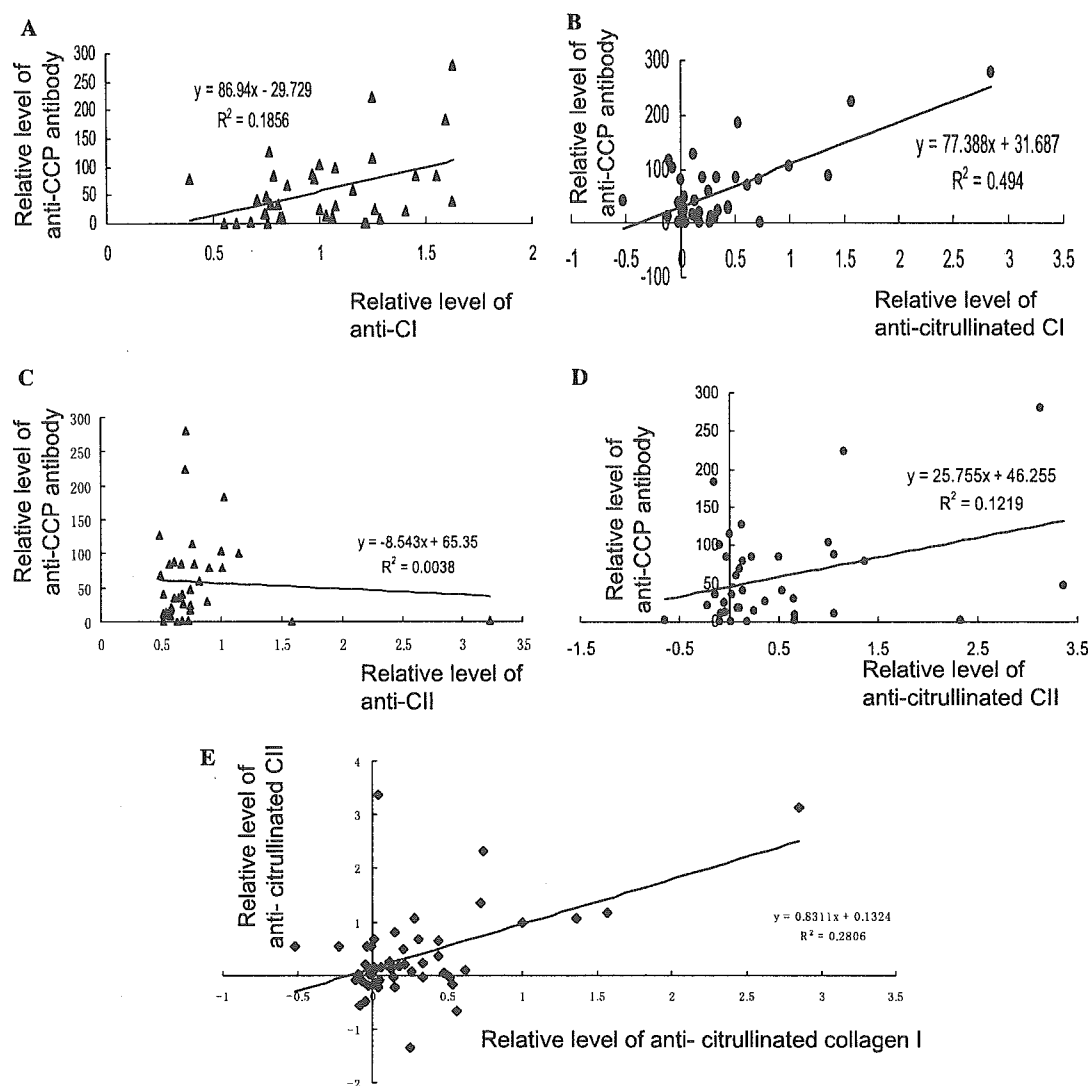 A
Relative level of
anti-CCP antibody
300
250
200
150
100
50
0
y = 86.94x - 29.729
R² = 0.1856
0
0.5
1
1.5
2
Relative level of
anti-CI
B
Relative level of
anti-CCP antibody
300
200
100
0
-100
y = 77.388x + 31.687
R² = 0.494
-1
-0.5
0
0.5
1
1.5
2
2.5
3
3.5
Relative level of
anti-citrullinated CI
C
Relative level of
anti-CCP antibody
300
250
200
150
100
50
0
y = -8.543x + 65.35
R² = 0.0038
0
0.5
1
1.5
2
2.5
3
3.5
Relative level of
anti-CII
D
Relative level of
anti-CCP antibody
300
250
200
150
100
50
0
y = 25.755x + 46.255
R² = 0.1219
-1.5
-0.5
0.5
1.5
2.5
3.5
Relative level of
anti-citrullinated CII
E
Relative level of
anti- citrullinated CII
4
3
2
1
0
-1
-2
y = 0.8311x + 0.1324
R² = 0.2806
-1
-0.5
0
0.5
1
1.5
2
2.5
3
3.5
Relative level of anti- citrullinated collagen I